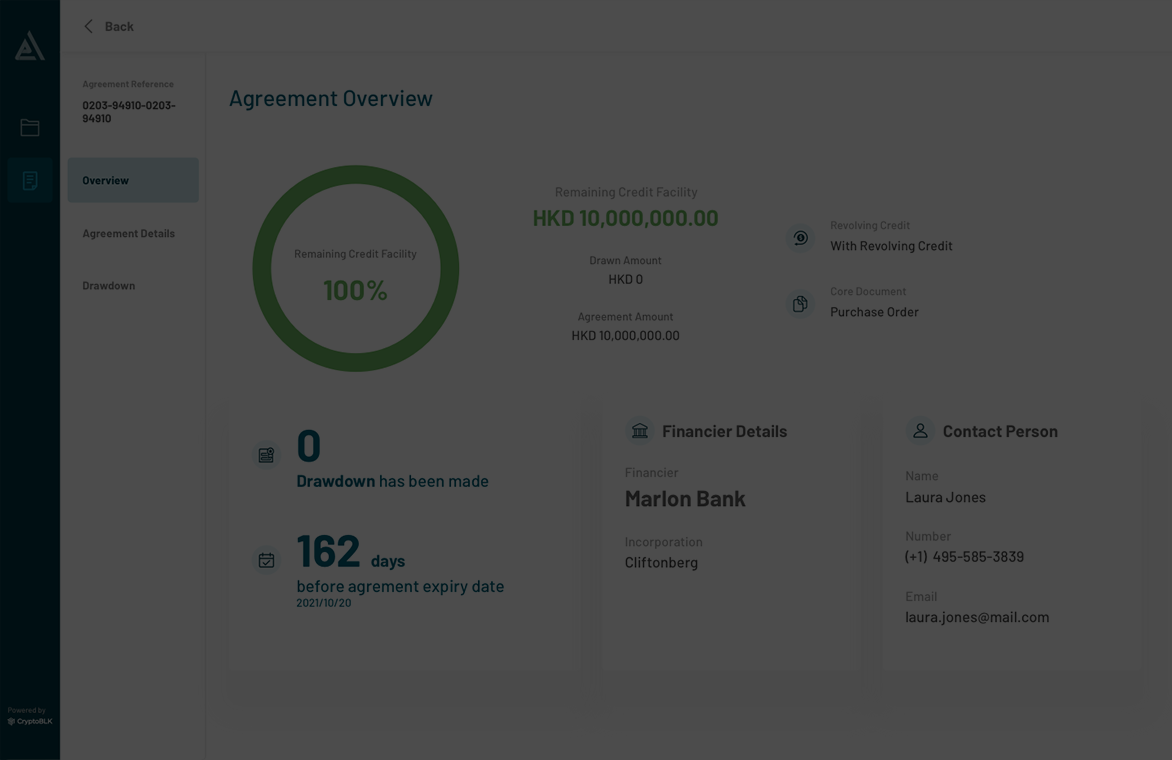 Back
Agreement Reference
0203-94910-0203-
94910
Overview
Agreement Details
Drawdown
Powered by
CryptoBLK
Agreement Overview
Remaining Credit Facility
100%
Remaining Credit Facility
HKD 10,000,000.00
Drawn Amount
HKD 0
Agreement Amount
HKD 10,000,000.00
Revolving Credit
With Revolving Credit
Core Document
Purchase Order
0
Drawdown has been made
162 days
before agrement expiry date
2021/10/20
Financier Details
Financier
Marlon Bank
Incorporation
Cliftonberg
Contact Person
Name
Laura Jones
Number
(+1) 495-585-3839
Email
laura.jones@mail.com